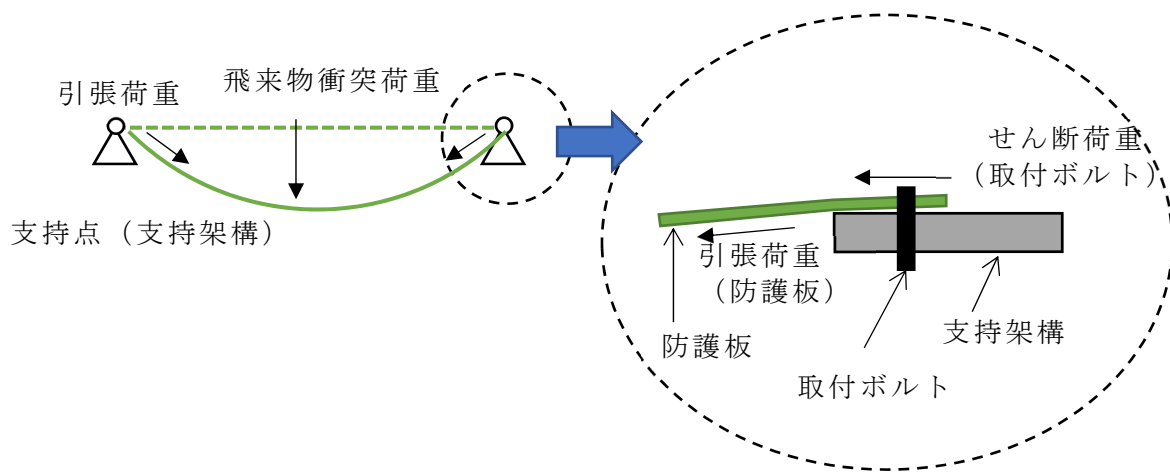 引張荷重
飛来物衝突荷重
支持点（支持架構）
せん断荷重
（取付ボルト）
引張荷重
（防護板）
防護板
支持架構
取付ボルト